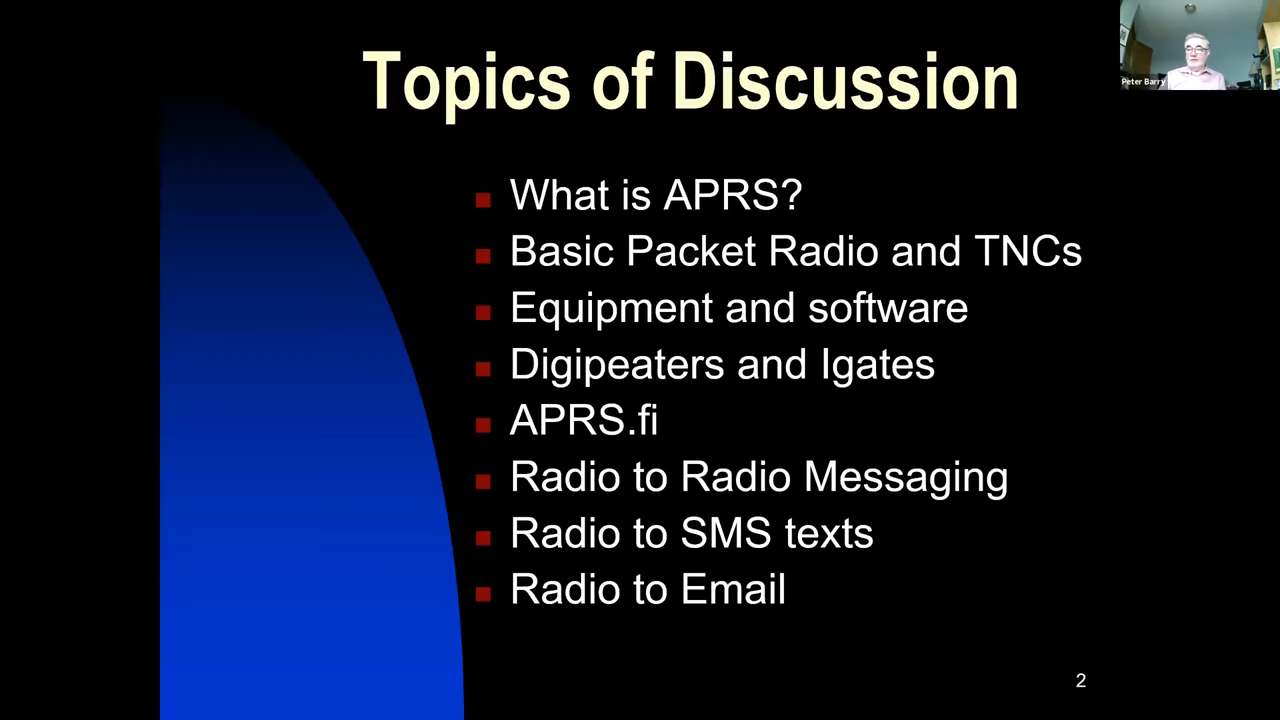 Topics of Discussion
Peter Barry
What is APRS?
Basic Packet Radio and TNCs
Equipment and software
Digipeaters and Igates
APRS.fi
Radio to Radio Messaging
Radio to SMS texts
Radio to Email
2